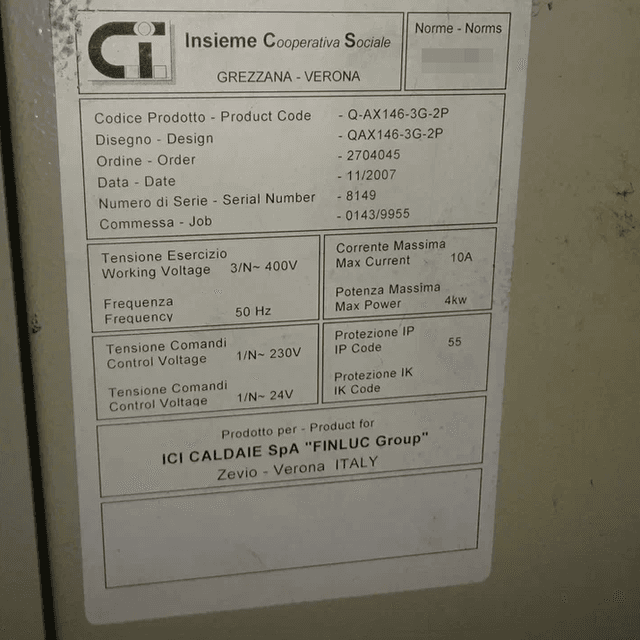 Ci.
Insieme Cooperativa Sociale
GREZZANA - VERONA
Norme - Norms
Codice Prodotto - Product Code - Q-AX146-3G-2P
Disegno - Design - QAX146-3G-2P
Ordine - Order - 2704045
Data - Date - 11/2007
Numero di Serie - Serial Number - 8149
Commessa - Job - 0143/9955
Tensione Esercizio
Working Voltage 3/N~ 400V
Frequenza
Frequency 50 Hz
Corrente Massima
Max Current 10A
Potenza Massima
Max Power 4kw
Tensione Comandi
Control Voltage 1/N~ 230V
Tensione Comandi
Control Voltage 1/N~ 24V
Protezione IP
IP Code 55
Protezione IK
IK Code
Prodotto per - Product for
ICI CALDAIE SpA "FINLUC Group"
Zevio - Verona ITALY